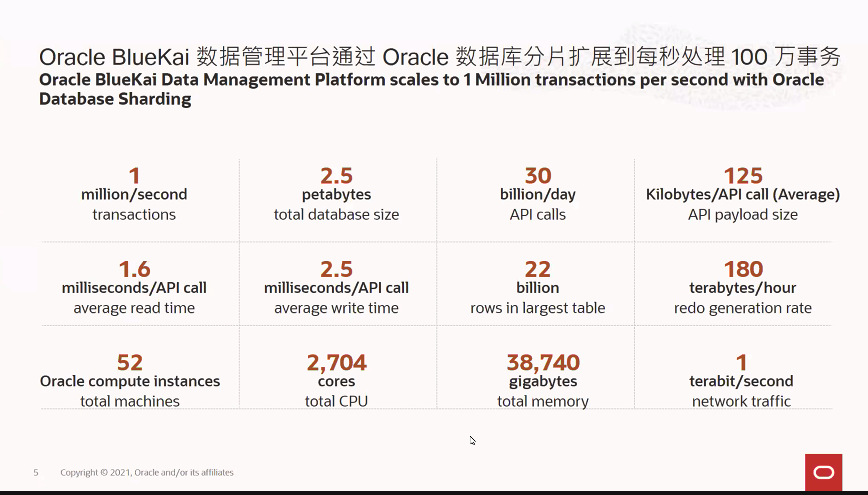 Oracle BlueKai 数据管理平台通过 Oracle 数据库分片扩展到每秒处理 100 万事务
Oracle BlueKai Data Management Platform scales to 1 Million transactions per second with Oracle
Database Sharding
1
million/second
transactions
2.5
petabytes
total database size
30
billion/day
API calls
125
Kilobytes/API call (Average)
API payload size
1.6
milliseconds/API call
average read time
2.5
milliseconds/API call
average write time
22
billion
rows in largest table
180
terabytes/hour
redo generation rate
52
Oracle compute instances
total machines
2,704
cores
total CPU
38,740
gigabytes
total memory
1
terabit/second
network traffic
5 Copyright © 2021, Oracle and/or its affiliates